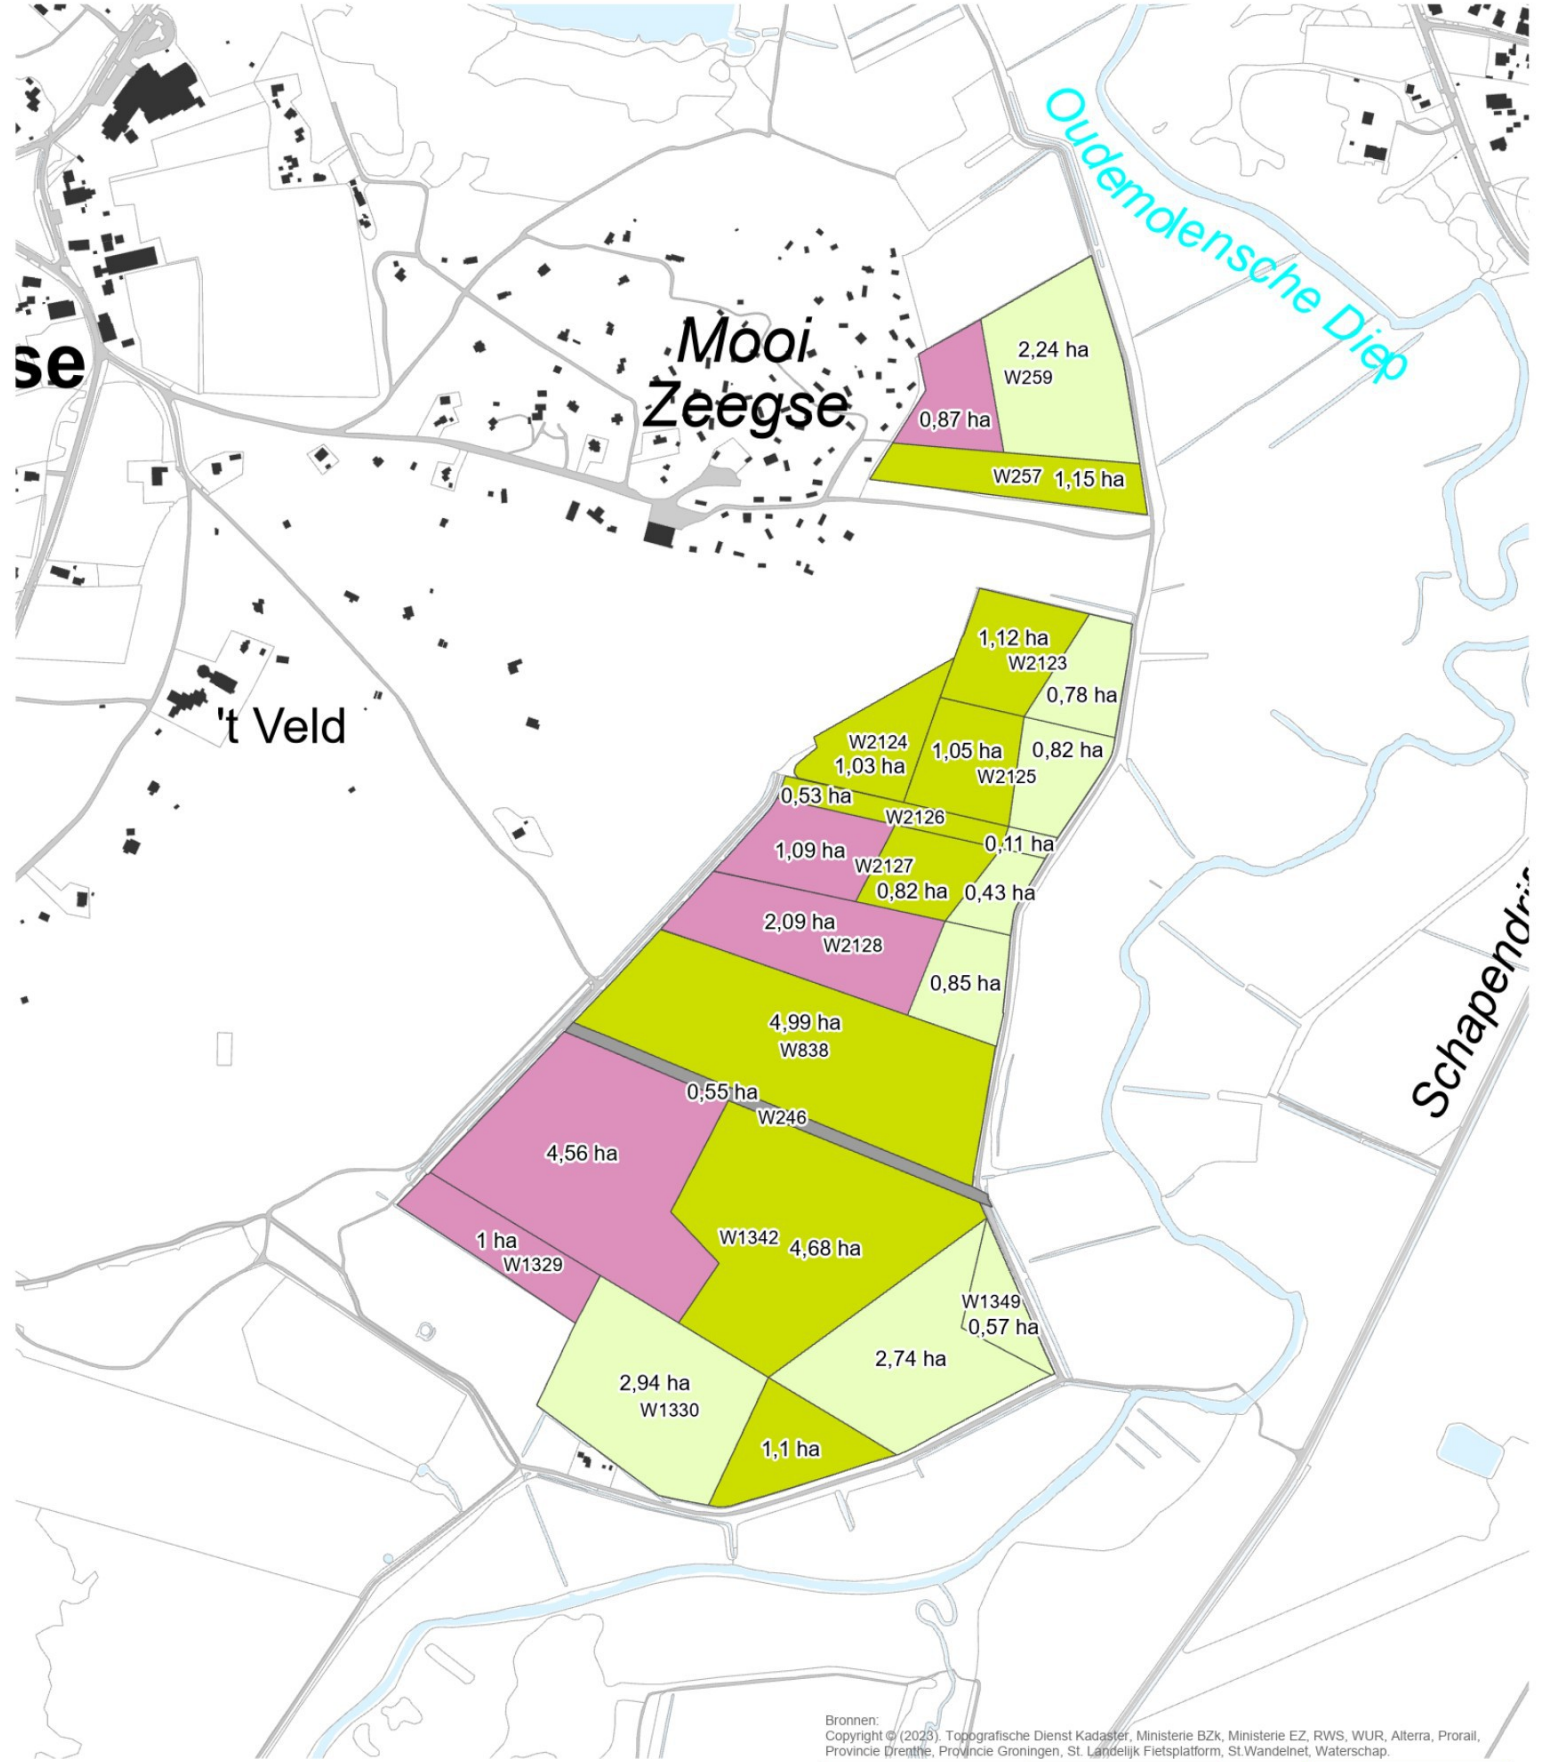 Oudemolensche Diep
Mooi
Zeegse
se
2,24 ha
W259
0,87 ha
W257 1,15 ha
1,12 ha
W2123
0,78 ha
't Veld
W2124
1,03 ha
1,05 ha
W2125
0,82 ha
0,53 ha
W2126
0,11 ha
1,09 ha
W2127
0,82 ha
0,43 ha
2,09 ha
W2128
0,85 ha
4,99 ha
W838
0,55 ha
W246
4,56 ha
W1342 4,68 ha
1 ha
W1329
W1349
0,57 ha
2,74 ha
2,94 ha
W1330
1,1 ha
Bronnen:
Copyright © (2023). Topografische Dienst Kadaster, Ministerie BZk, Ministerie EZ, RWS, WUR, Alterra, Prorail,
Provincie Drenthe, Provincie Groningen, St. Landelijk Fietsplatform, St.Wandelnet, Waterschap.